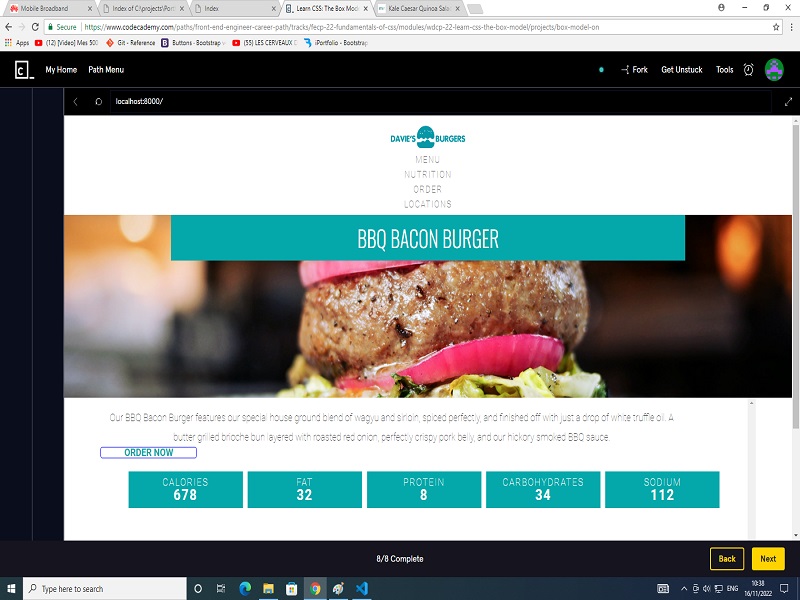 Mobile Broadband
Index of C:\projects\Port
Index
Learn CSS: The Box Mod
Kale Caesar Quinoa Sala
Secure
https://www.codecademy.com/paths/front-end-engineer-career-path/tracks/fecp-22-fundamentals-of-css/modules/wdcp-22-learn-css-the-box-model/projects/box-model-on
Apps
(12) [Video] Mes 500
Git - Reference
Buttons · Bootstrap v
(55) LES CERVEAUX D
iPortfolio - Bootstrap
My Home
Path Menu
Fork
Get Unstuck
Tools
localhost:8000/
DAVIE'S BURGERS
MENU
NUTRITION
ORDER
LOCATIONS
BBQ BACON BURGER
Our BBQ Bacon Burger features our special house ground blend of wagyu and sirloin, spiced perfectly, and finished off with just a drop of white truffle oil. A
butter grilled brioche bun layered with roasted red onion, perfectly crispy pork belly, and our hickory smoked BBQ sauce.
ORDER NOW
CALORIES
678
FAT
32
PROTEIN
8
CARBOHYDRATES
34
SODIUM
112
8/8 Complete
Back
Next
Type here to search
ENG
10:38
16/11/2022